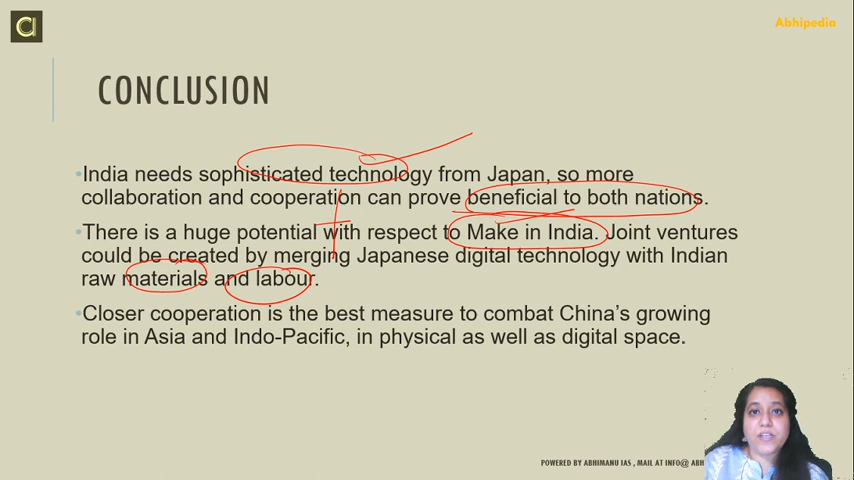 Abhipedia
CONCLUSION
•India needs sophisticated technology from Japan, so more
collaboration and cooperation can prove beneficial to both nations.
•There is a huge potential with respect to Make in India. Joint ventures
could be created by merging Japanese digital technology with Indian
raw materials and labour.
•Closer cooperation is the best measure to combat China's growing
role in Asia and Indo-Pacific, in physical as well as digital space.
POWERED BY ABHIMANU IAS , MAIL AT INFO@ ABH